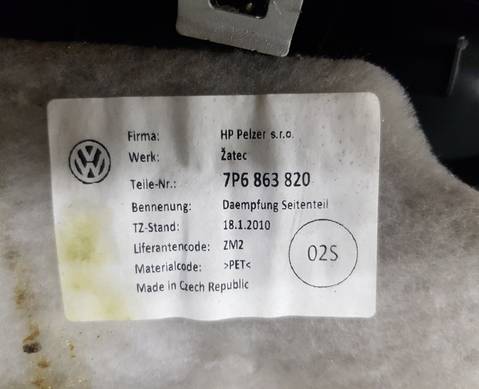 Firma: HP Pelzer s.r.o.
Werk: Žatec
Teile-Nr.: 7P6 863 820
Bennenung: Daempfung Seitenteil
TZ-Stand: 18.1.2010
Liferantencode: ZM2
Materialcode: >PET<
Made in Czech Republic
02S